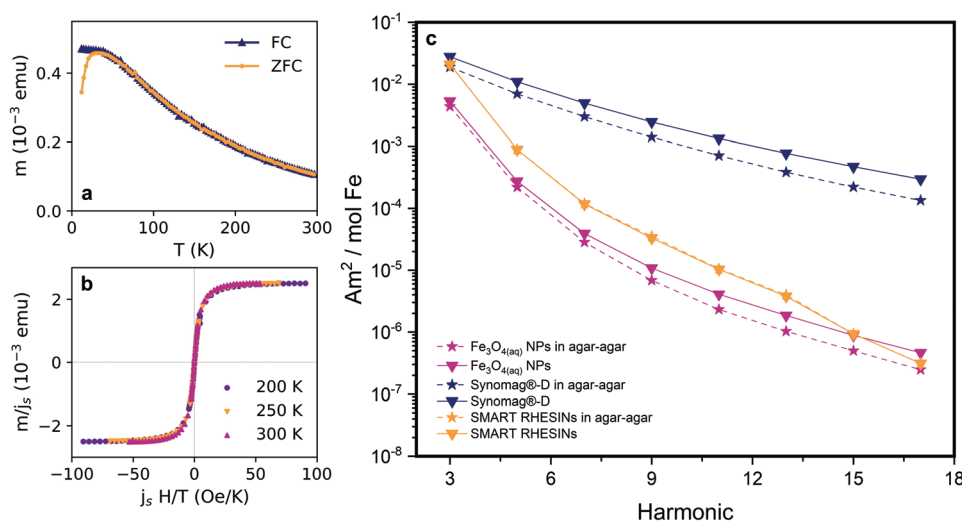 FC
ZFC
0.4
0.2
0.0
m (10⁻³ emu)
a
100
200
300
T (K)
b
2
0
−2
m/jₛ (10⁻³ emu)
200 K
250 K
300 K
−100
−50
0
50
100
jₛ H/T (Oe/K)
c
10⁻¹
10⁻²
10⁻³
10⁻⁴
10⁻⁵
10⁻⁶
10⁻⁷
10⁻⁸
Am² / mol Fe
Fe₃O₄₍ₐq₎ NPs in agar-agar
Fe₃O₄₍ₐq₎ NPs
Synomag®-D in agar-agar
Synomag®-D
SMART RHESINs in agar-agar
SMART RHESINs
3
6
9
12
15
18
Harmonic